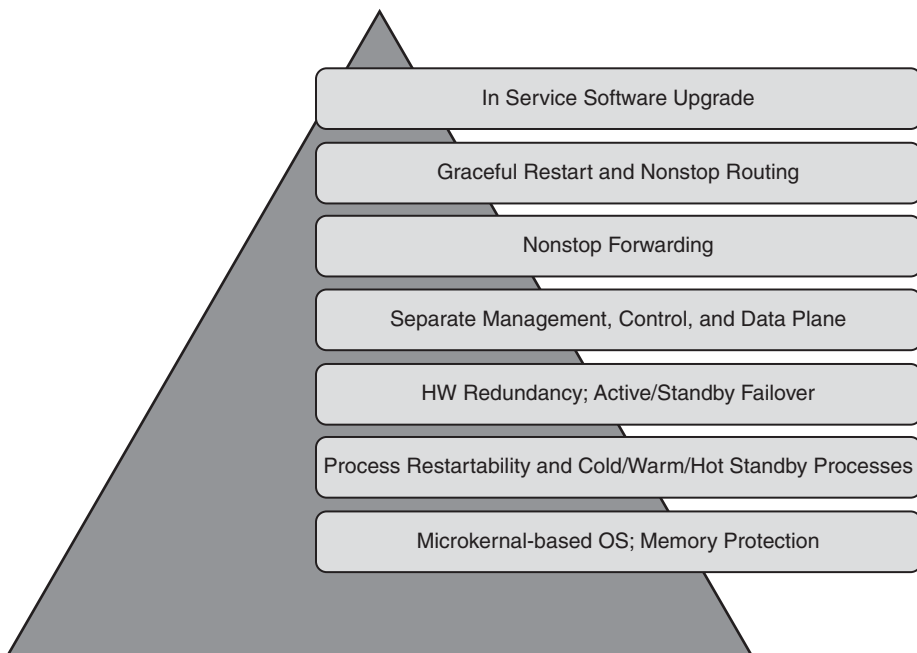 In Service Software Upgrade
Graceful Restart and Nonstop Routing
Nonstop Forwarding
Separate Management, Control, and Data Plane
HW Redundancy; Active/Standby Failover
Process Restartability and Cold/Warm/Hot Standby Processes
Microkernal-based OS; Memory Protection